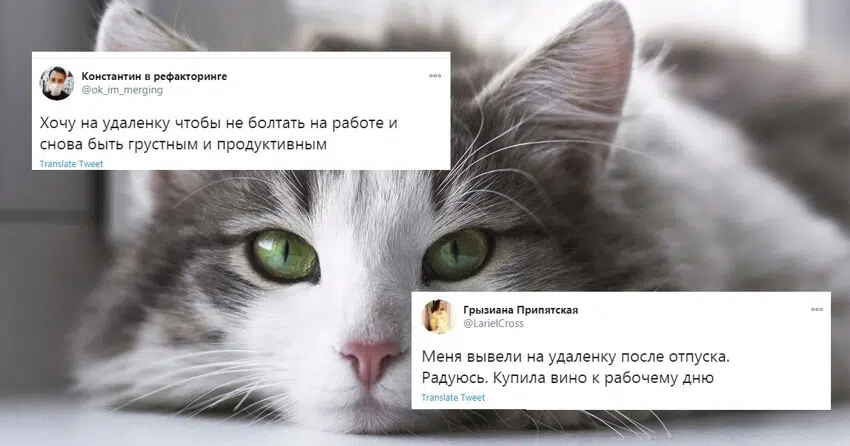 Константин в рефакторинге
@ok_im_merging
Хочу на удаленку чтобы не болтать на работе и
снова быть грустным и продуктивным
Translate Tweet
Грызиана Припятская
@LarielCross
Меня вывели на удаленку после отпуска.
Радуюсь. Купила вино к рабочему дню
Translate Tweet